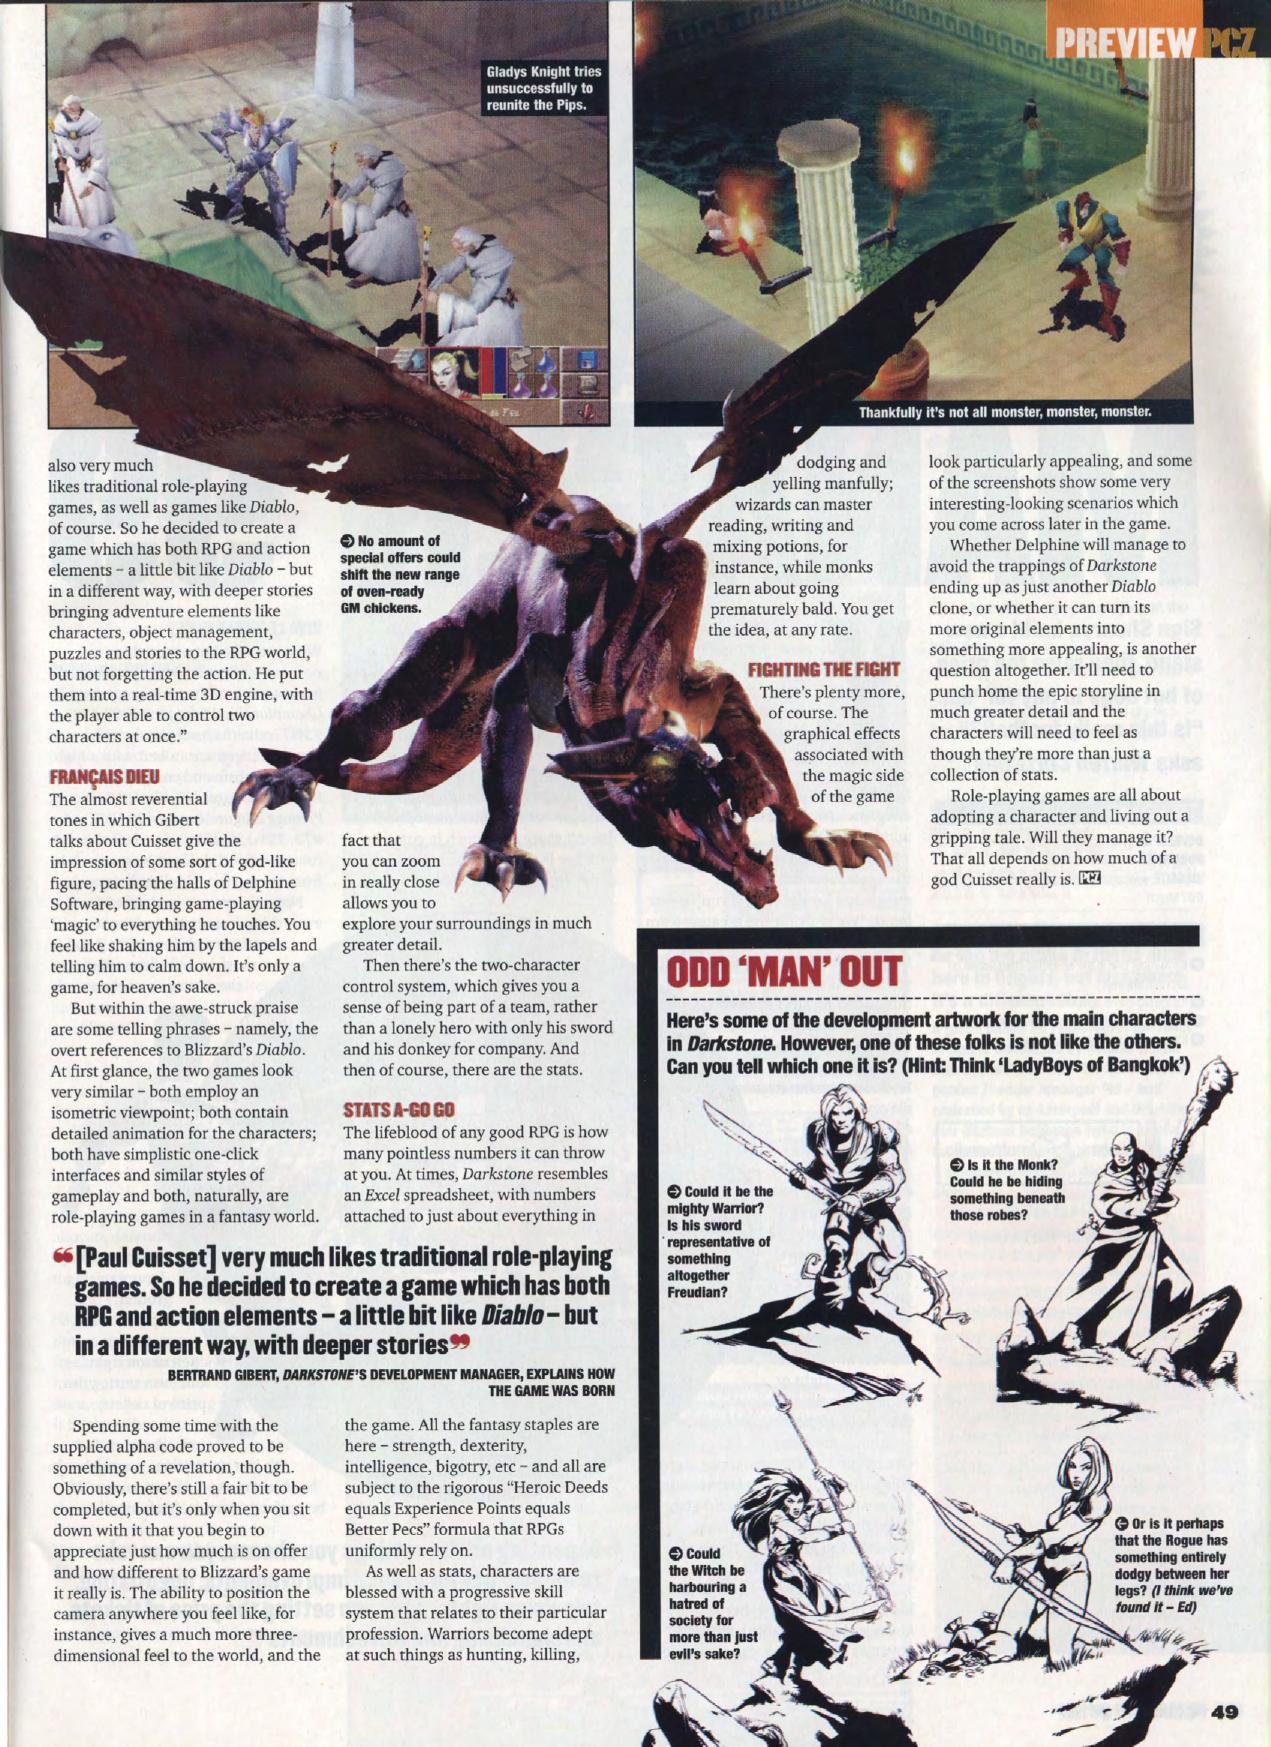 PREVIEW PCZ
Gladys Knight tries
unsuccessfully to
reunite the Pips.
Thankfully it's not all monster, monster, monster.
also very much
likes traditional role-playing
games, as well as games like Diablo,
of course. So he decided to create a
game which has both RPG and action
elements – a little bit like Diablo – but
in a different way, with deeper stories
bringing adventure elements like
characters, object management,
puzzles and stories to the RPG world,
but not forgetting the action. He put
them into a real-time 3D engine, with
the player able to control two
characters at once."
FRANÇAIS DIEU
The almost reverential
tones in which Gibert
talks about Cuisset give the
impression of some sort of god-like
figure, pacing the halls of Delphine
Software, bringing game-playing
'magic' to everything he touches. You
feel like shaking him by the lapels and
telling him to calm down. It's only a
game, for heaven's sake.
But within the awe-struck praise
are some telling phrases – namely, the
overt references to Blizzard's Diablo.
At first glance, the two games look
very similar – both employ an
isometric viewpoint; both contain
detailed animation for the characters;
both have simplistic one-click
interfaces and similar styles of
gameplay and both, naturally, are
role-playing games in a fantasy world.
No amount of
special offers could
shift the new range
of oven-ready
GM chickens.
fact that
you can zoom
in really close
allows you to
explore your surroundings in much
greater detail.
Then there's the two-character
control system, which gives you a
sense of being part of a team, rather
than a lonely hero with only his sword
and his donkey for company. And
then of course, there are the stats.
STATS A-GO GO
The lifeblood of any good RPG is how
many pointless numbers it can throw
at you. At times, Darkstone resembles
an Excel spreadsheet, with numbers
attached to just about everything in
“[Paul Cuisset] very much likes traditional role-playing
games. So he decided to create a game which has both
RPG and action elements – a little bit like Diablo – but
in a different way, with deeper stories”
BERTRAND GIBERT, DARKSTONE'S DEVELOPMENT MANAGER, EXPLAINS HOW
THE GAME WAS BORN
Spending some time with the
supplied alpha code proved to be
something of a revelation, though.
Obviously, there's still a fair bit to be
completed, but it's only when you sit
down with it that you begin to
appreciate just how much is on offer
and how different to Blizzard's game
it really is. The ability to position the
camera anywhere you feel like, for
instance, gives a much more three-
dimensional feel to the world, and the
the game. All the fantasy staples are
here – strength, dexterity,
intelligence, bigotry, etc – and all are
subject to the rigorous "Heroic Deeds
equals Experience Points equals
Better Pecs" formula that RPGs
uniformly rely on.
As well as stats, characters are
blessed with a progressive skill
system that relates to their particular
profession. Warriors become adept
at such things as hunting, killing,
dodging and
yelling manfully;
wizards can master
reading, writing and
mixing potions, for
instance, while monks
learn about going
prematurely bald. You get
the idea, at any rate.
FIGHTING THE FIGHT
There's plenty more,
of course. The
graphical effects
associated with
the magic side
of the game
look particularly appealing, and some
of the screenshots show some very
interesting-looking scenarios which
you come across later in the game.
Whether Delphine will manage to
avoid the trappings of Darkstone
ending up as just another Diablo
clone, or whether it can turn its
more original elements into
something more appealing, is another
question altogether. It'll need to
punch home the epic storyline in
much greater detail and the
characters will need to feel as
though they're more than just a
collection of stats.
Role-playing games are all about
adopting a character and living out a
gripping tale. Will they manage it?
That all depends on how much of a
god Cuisset really is. PCZ
ODD 'MAN' OUT
Here's some of the development artwork for the main characters
in Darkstone. However, one of these folks is not like the others.
Can you tell which one it is? (Hint: Think 'LadyBoys of Bangkok')
Could it be the
mighty Warrior?
Is his sword
representative of
something
altogether
Freudian?
Is it the Monk?
Could he be hiding
something beneath
those robes?
Could
the Witch be
harbouring a
hatred of
society for
more than just
evil's sake?
Or is it perhaps
that the Rogue has
something entirely
dodgy between her
legs? (I think we've
found it – Ed)
49